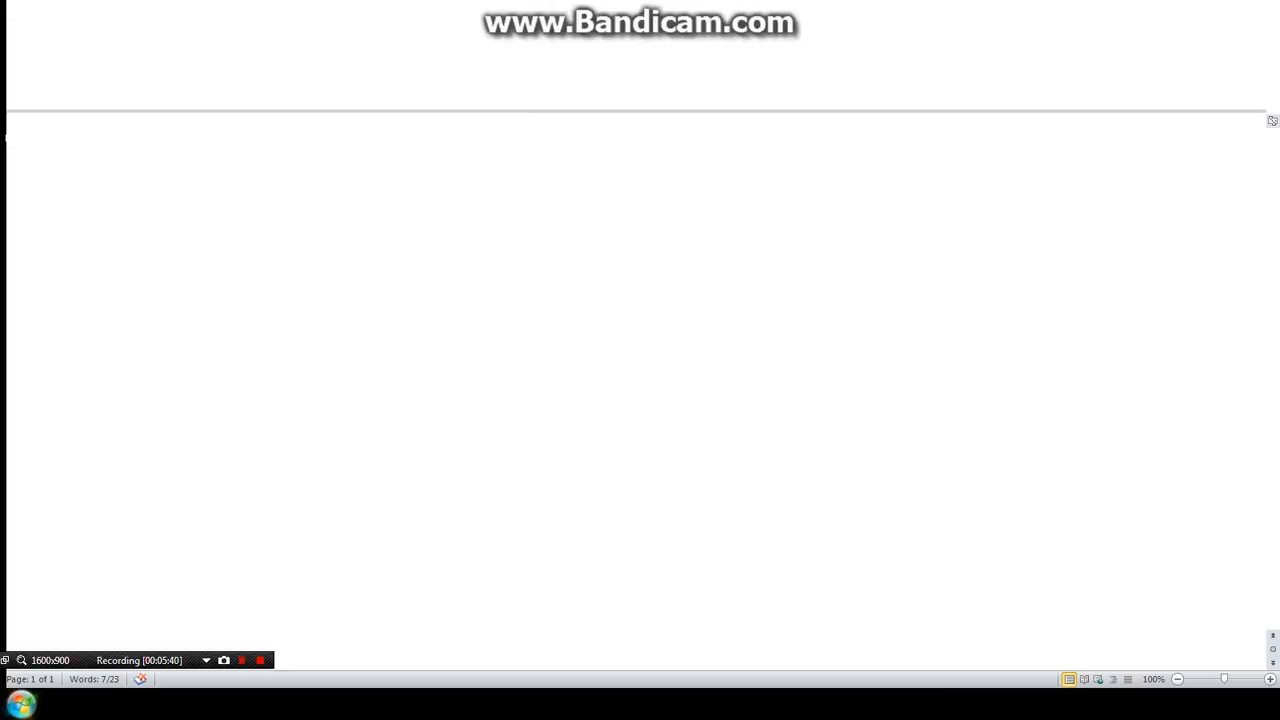 www.Bandicam.com
1600x900 Recording [00:05:40]
Page: 1 of 1 Words: 7/23 100%